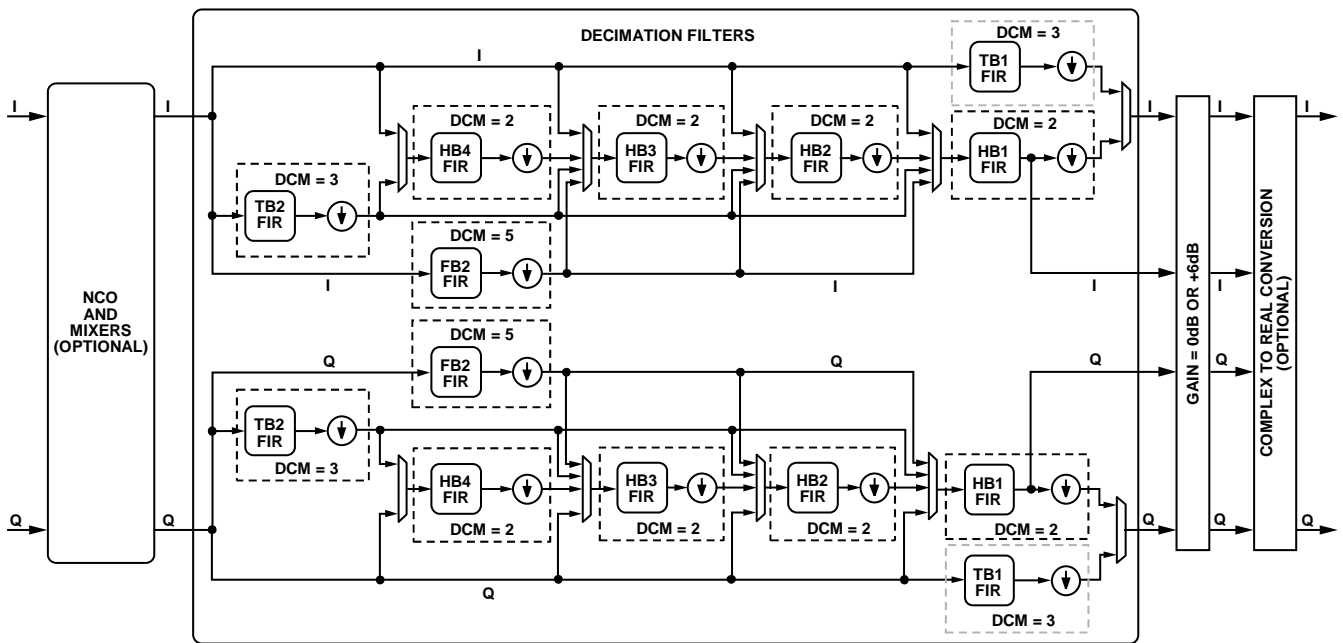 DECIMATION FILTERS
DCM = 3
I
TB1
FIR
I
I
I
I
I
DCM = 2
DCM = 2
DCM = 2
DCM = 2
HB4
FIR
HB3
FIR
HB2
FIR
HB1
FIR
DCM = 3
TB2
FIR
DCM = 5
FB2
FIR
I
I
I
I
I
NCO
AND
MIXERS
(OPTIONAL)
GAIN = 0dB OR +6dB
COMPLEX TO REAL CONVERSION
(OPTIONAL)
DCM = 5
FB2
FIR
Q
Q
Q
Q
Q
TB2
FIR
DCM = 3
HB4
FIR
DCM = 2
HB3
FIR
DCM = 2
HB2
FIR
DCM = 2
HB1
FIR
DCM = 2
Q
Q
Q
Q
Q
Q
TB1
FIR
DCM = 3